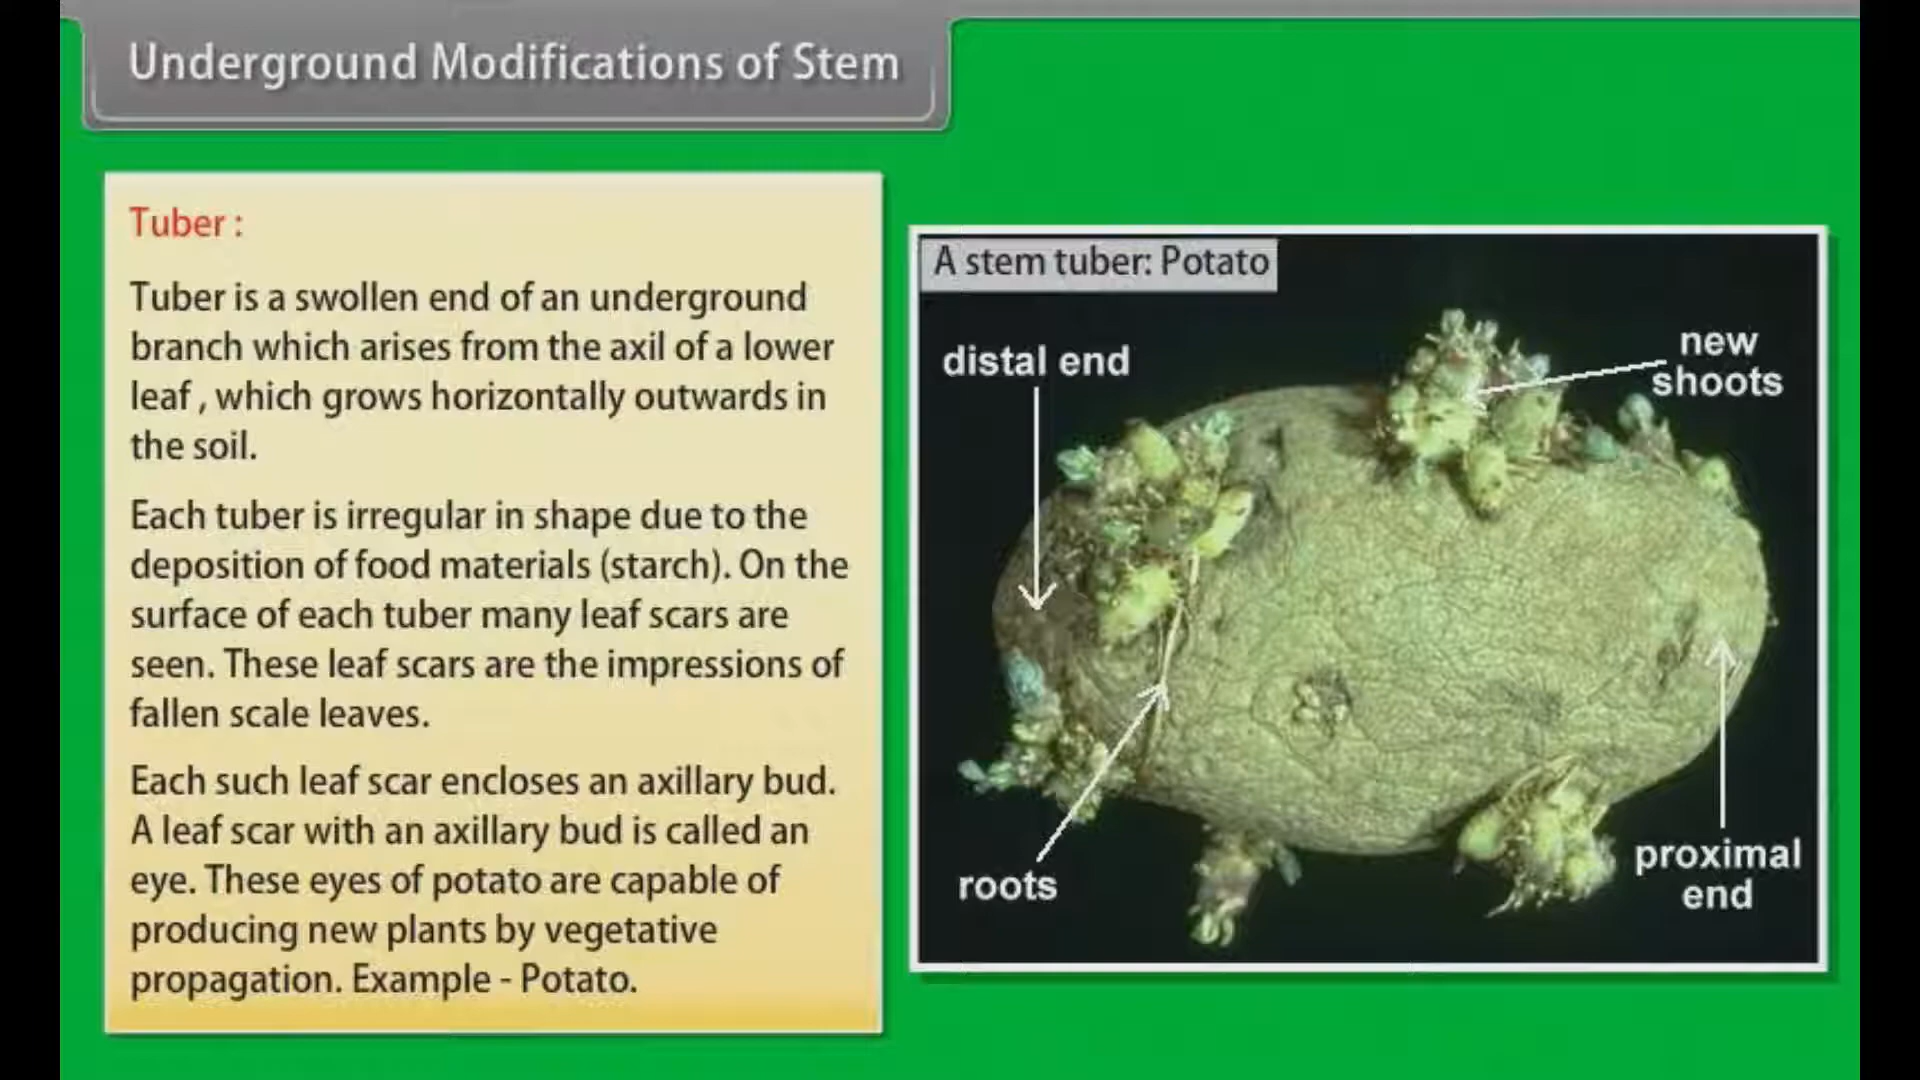 Underground Modifications of Stem
Tuber :
Tuber is a swollen end of an underground
branch which arises from the axil of a lower
leaf , which grows horizontally outwards in
the soil.
Each tuber is irregular in shape due to the
deposition of food materials (starch). On the
surface of each tuber many leaf scars are
seen. These leaf scars are the impressions of
fallen scale leaves.
Each such leaf scar encloses an axillary bud.
A leaf scar with an axillary bud is called an
eye. These eyes of potato are capable of
producing new plants by vegetative
propagation. Example - Potato.
A stem tuber: Potato
distal end
new
shoots
roots
proximal
end